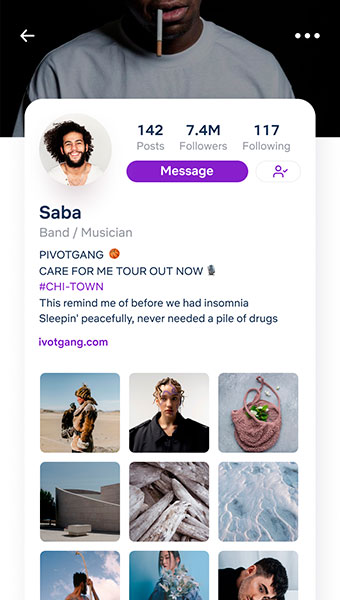 142 7.4M 117
Posts Followers Following
Message
Saba
Band / Musician
PIVOTGANG 🏀
CARE FOR ME TOUR OUT NOW 🎙️
#CHI-TOWN
This remind me of before we had insomnia
Sleepin' peacefully, never needed a pile of drugs
ivotgang.com